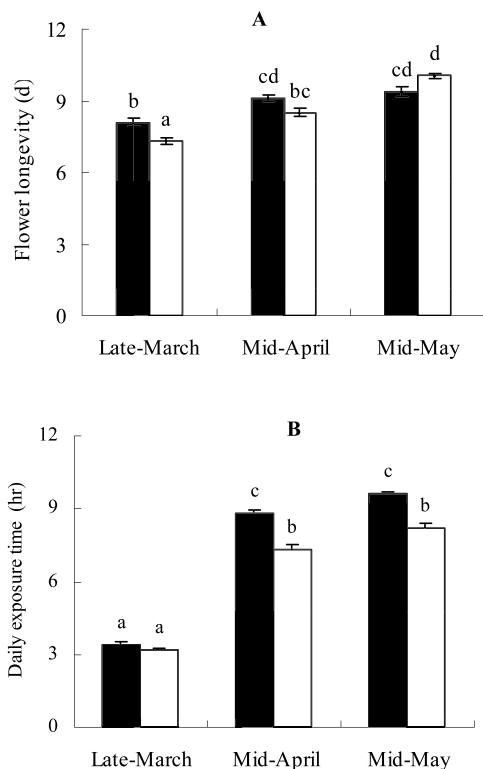 A
12
9
6
3
0
Flower longevity (d)
b
a
cd
bc
cd
d
Late-March
Mid-April
Mid-May
B
12
9
6
3
0
Daily exposure time (hr)
a
a
c
b
c
b
Late-March
Mid-April
Mid-May